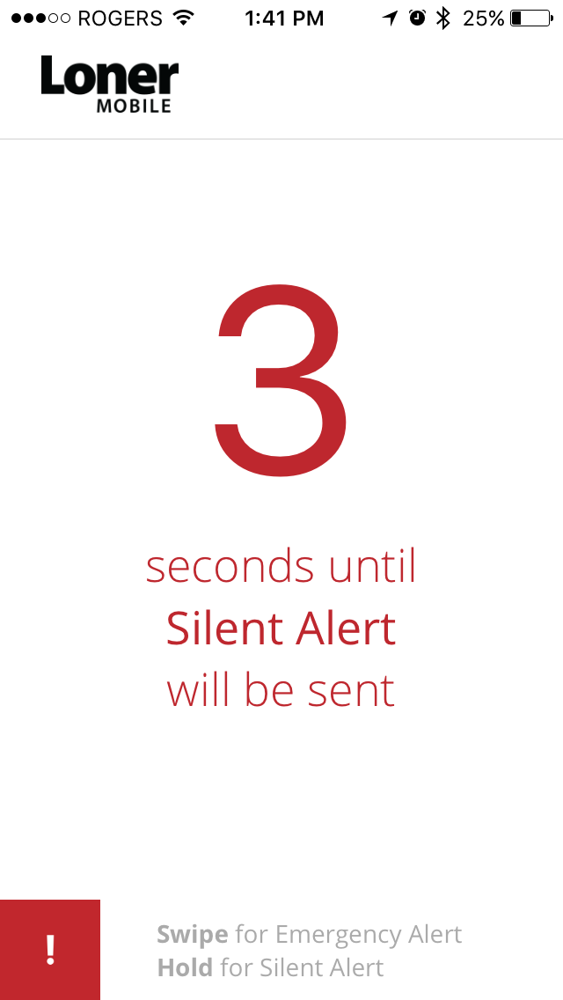 ROGERS 1:41 PM 25%
Loner
MOBILE
3
seconds until
Silent Alert
will be sent
!
Swipe for Emergency Alert
Hold for Silent Alert